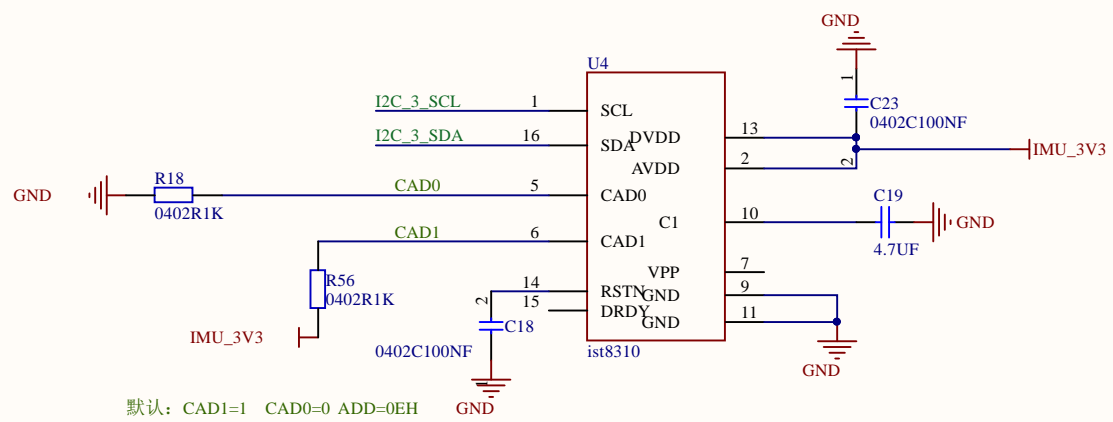 GND
U4
1
C23
0402C100NF
I2C_3_SCL
1
SCL
I2C_3_SDA
16
SDA
DVDD
13
AVDD
2
2
IMU_3V3
GND
R18
0402R1K
CAD0
5
CAD0
C1
10
C19
4.7UF
GND
CAD1
6
CAD1
R56
0402R1K
VPP
7
14
RSTN
GND
9
15
DRDY
GND
11
2
C18
0402C100NF
1
IMU_3V3
ist8310
GND
默认：CAD1=1 CAD0=0 ADD=0EH
GND